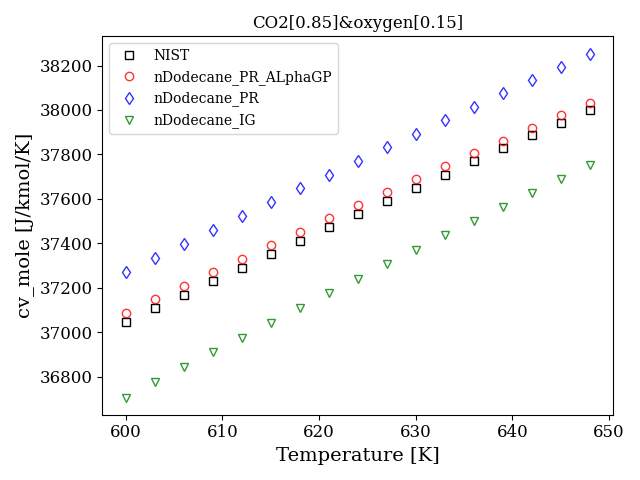 CO2[0.85]&oxygen[0.15]
NIST
nDodecane_PR_ALphaGP
nDodecane_PR
nDodecane_IG
cv_mole [J/kmol/K]
38200
38000
37800
37600
37400
37200
37000
36800
600 610 620 630 640 650
Temperature [K]